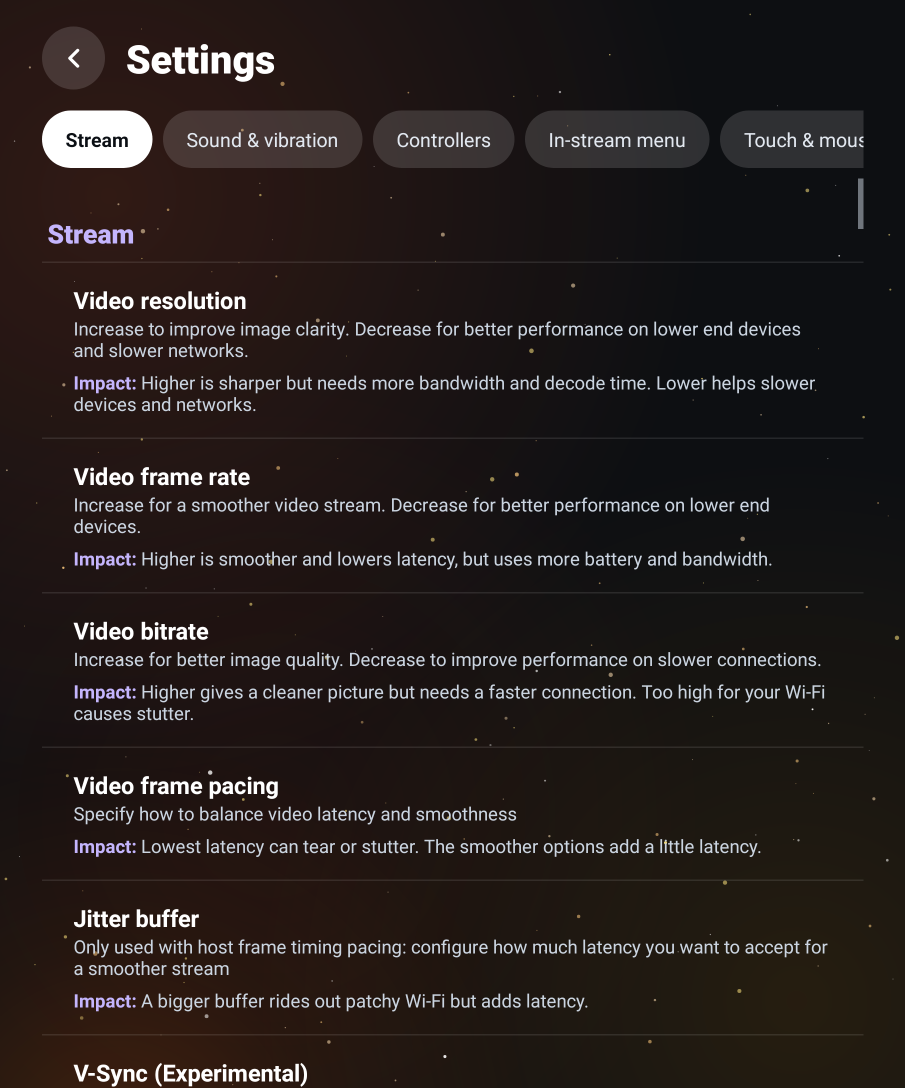 Settings
Stream
Sound & vibration
Controllers
In-stream menu
Touch & mous
Stream
Video resolution
Increase to improve image clarity. Decrease for better performance on lower end devices
and slower networks.
Impact: Higher is sharper but needs more bandwidth and decode time. Lower helps slower
devices and networks.
Video frame rate
Increase for a smoother video stream. Decrease for better performance on lower end
devices.
Impact: Higher is smoother and lowers latency, but uses more battery and bandwidth.
Video bitrate
Increase for better image quality. Decrease to improve performance on slower connections.
Impact: Higher gives a cleaner picture but needs a faster connection. Too high for your Wi-Fi
causes stutter.
Video frame pacing
Specify how to balance video latency and smoothness
Impact: Lowest latency can tear or stutter. The smoother options add a little latency.
Jitter buffer
Only used with host frame timing pacing: configure how much latency you want to accept for
a smoother stream
Impact: A bigger buffer rides out patchy Wi-Fi but adds latency.
V-Sync (Experimental)